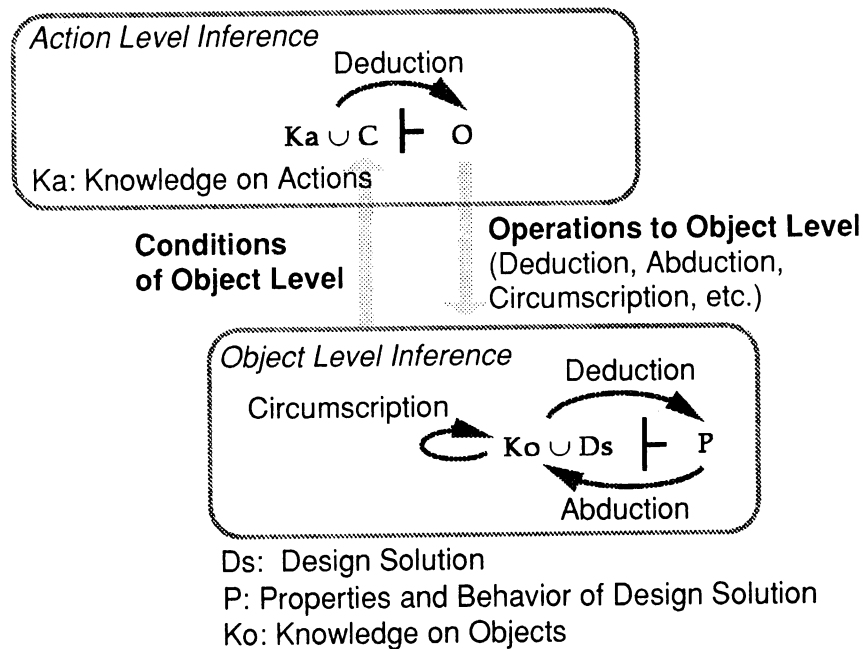 Action Level Inference
Deduction
Ka ∪ C ⊢ O
Ka: Knowledge on Actions
Conditions
of Object Level
Operations to Object Level
(Deduction, Abduction,
Circumscription, etc.)
Object Level Inference
Deduction
Circumscription
Ko ∪ Ds ⊢ P
Abduction
Ds: Design Solution
P: Properties and Behavior of Design Solution
Ko: Knowledge on Objects